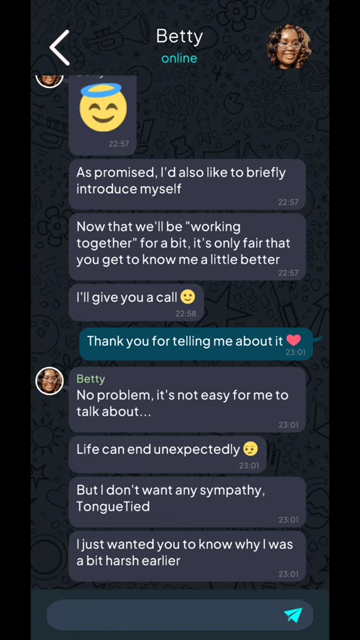 Betty
online
22:57
As promised, I'd also like to briefly
introduce myself
22:57
Now that we'll be "working
together" for a bit, it's only fair that
you get to know me a little better
22:57
I'll give you a call 🙂
22:58
Thank you for telling me about it ❤️
23:01
Betty
No problem, it's not easy for me to
talk about...
23:01
Life can end unexpectedly 😟
23:01
But I don't want any sympathy,
TongueTied
23:01
I just wanted you to know why I was
a bit harsh earlier
23:01